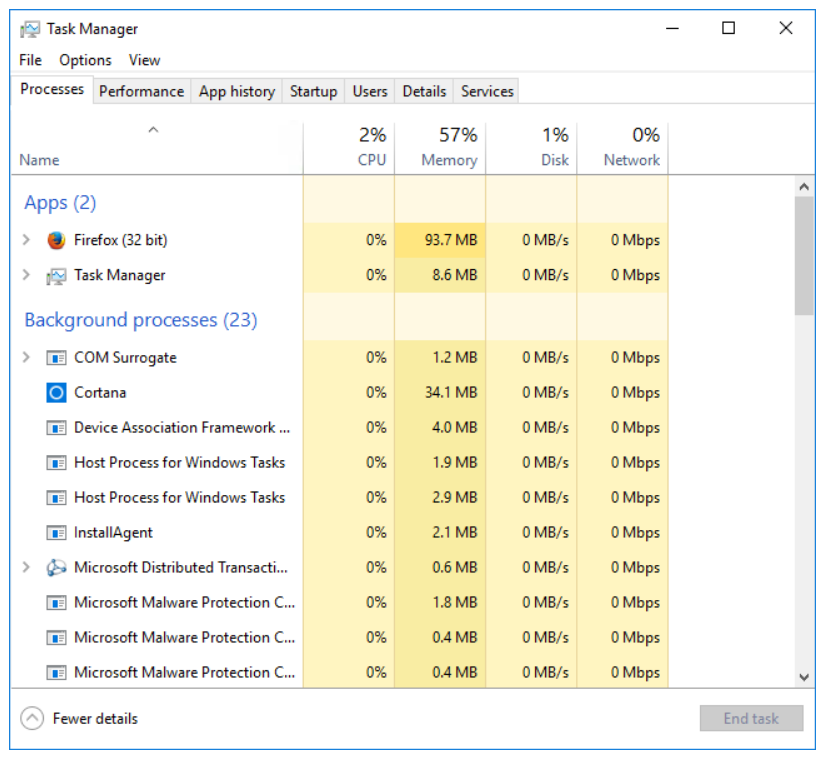 Task Manager
File Options View
Processes Performance App history Startup Users Details Services
2% 57% 1% 0%
Name CPU Memory Disk Network
Apps (2)
Firefox (32 bit) 0% 93.7 MB 0 MB/s 0 Mbps
Task Manager 0% 8.6 MB 0 MB/s 0 Mbps
Background processes (23)
COM Surrogate 0% 1.2 MB 0 MB/s 0 Mbps
Cortana 0% 34.1 MB 0 MB/s 0 Mbps
Device Association Framework ... 0% 4.0 MB 0 MB/s 0 Mbps
Host Process for Windows Tasks 0% 1.9 MB 0 MB/s 0 Mbps
Host Process for Windows Tasks 0% 2.9 MB 0 MB/s 0 Mbps
InstallAgent 0% 2.1 MB 0 MB/s 0 Mbps
Microsoft Distributed Transacti... 0% 0.6 MB 0 MB/s 0 Mbps
Microsoft Malware Protection C... 0% 1.8 MB 0 MB/s 0 Mbps
Microsoft Malware Protection C... 0% 0.4 MB 0 MB/s 0 Mbps
Microsoft Malware Protection C... 0% 0.4 MB 0 MB/s 0 Mbps
Fewer details End task